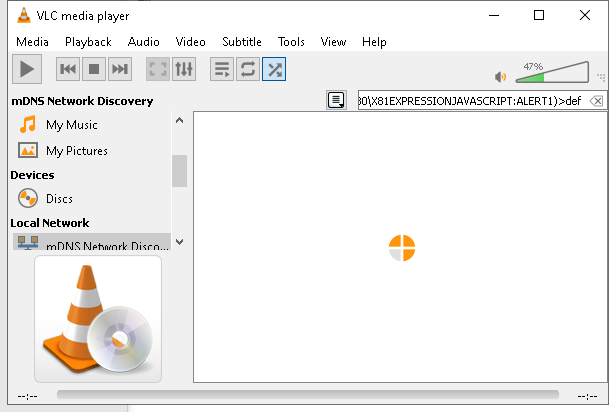 VLC media player
Media Playback Audio Video Subtitle Tools View Help
47%
mDNS Network Discovery
30\X81EXPRESSIONJAVASCRIPT:ALERT1)>def
My Music
My Pictures
Devices
Discs
Local Network
mDNS Network Disco...
--:-- --:--